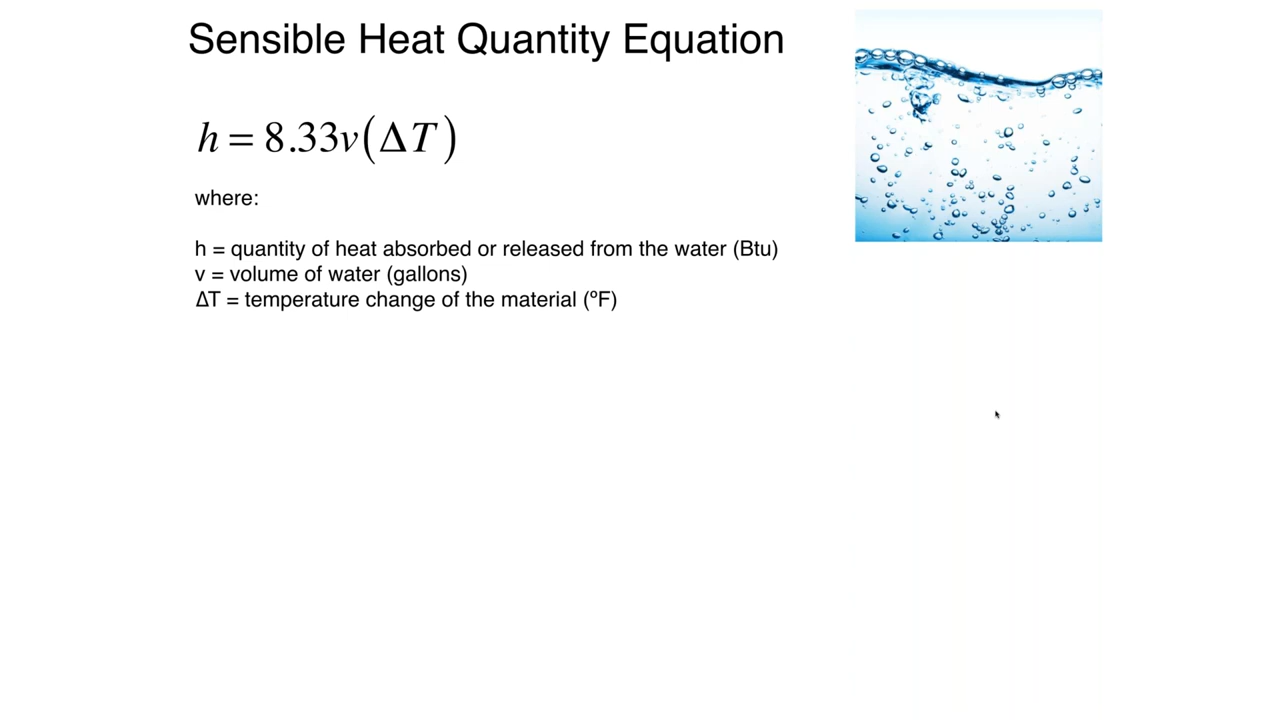 Sensible Heat Quantity Equation
h = 8.33v(ΔT)
where:
h = quantity of heat absorbed or released from the water (Btu)
v = volume of water (gallons)
ΔT = temperature change of the material (ºF)